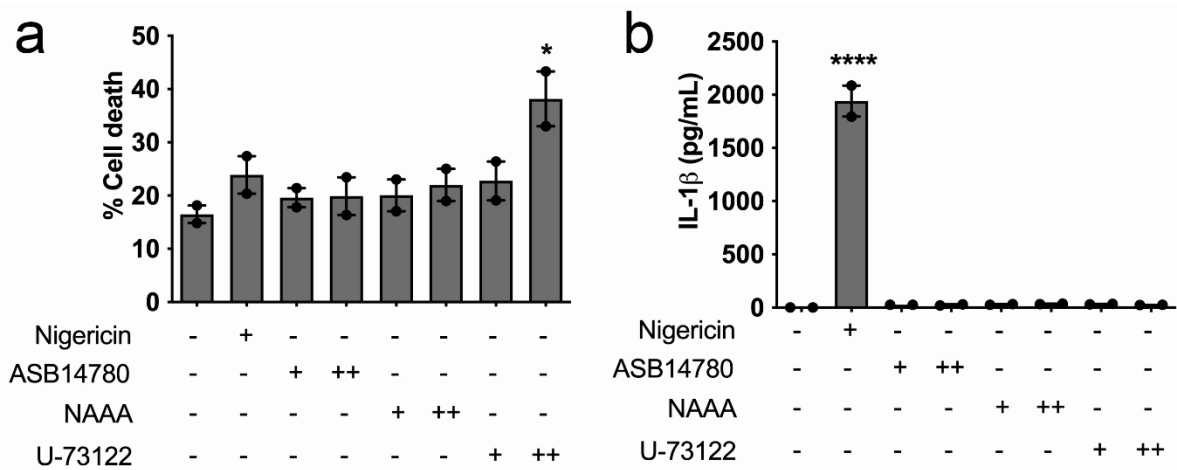 a
% Cell death
50
40
30
20
10
0
*
Nigericin - + - - - - - -
ASB14780 - - + ++ - - - -
NAAA - - - - + ++ - -
U-73122 - - - - - - + ++
b
IL-1β (pg/mL)
2500
2000
1500
1000
500
0
****
Nigericin - + - - - - - -
ASB14780 - - + ++ - - - -
NAAA - - - - + ++ - -
U-73122 - - - - - - + ++